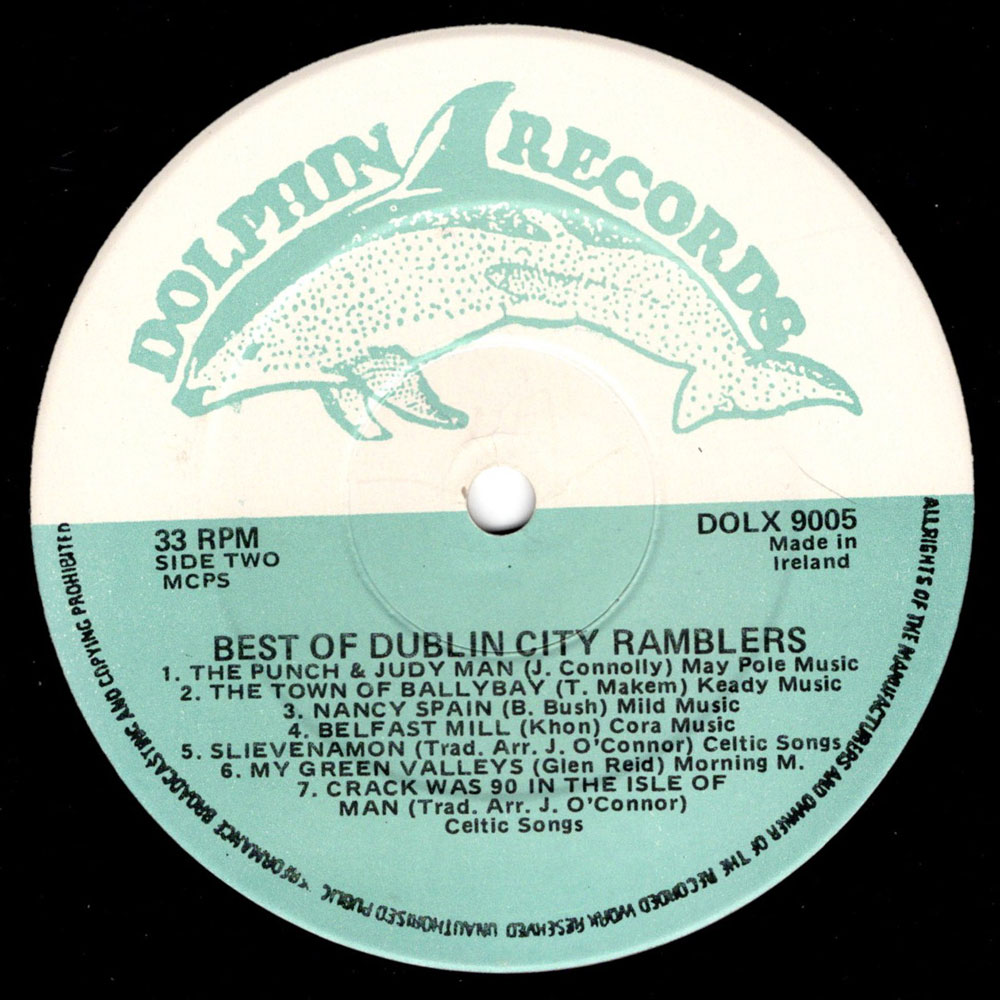 DOLPHIN RECORDS
33 RPM
SIDE TWO
MCPS
DOLX 9005
Made in
Ireland
BEST OF DUBLIN CITY RAMBLERS
1. THE PUNCH & JUDY MAN (J. Connolly) May Pole Music
2. THE TOWN OF BALLYBAY (T. Makem) Keady Music
3. NANCY SPAIN (B. Bush) Mild Music
4. BELFAST MILL (Khon) Cora Music
5. SLIEVENAMON (Trad. Arr. J. O'Connor) Celtic Songs
6. MY GREEN VALLEYS (Glen Reid) Morning M.
7. CRACK WAS 90 IN THE ISLE OF
MAN (Trad. Arr. J. O'Connor)
Celtic Songs
ALL RIGHTS OF THE MANUFACTURERS AND OWNER OF THE RECORDED WORK RESERVED UNAUTHORISED PUBLIC PERFORMANCE BROADCASTING AND COPYING PROHIBITED